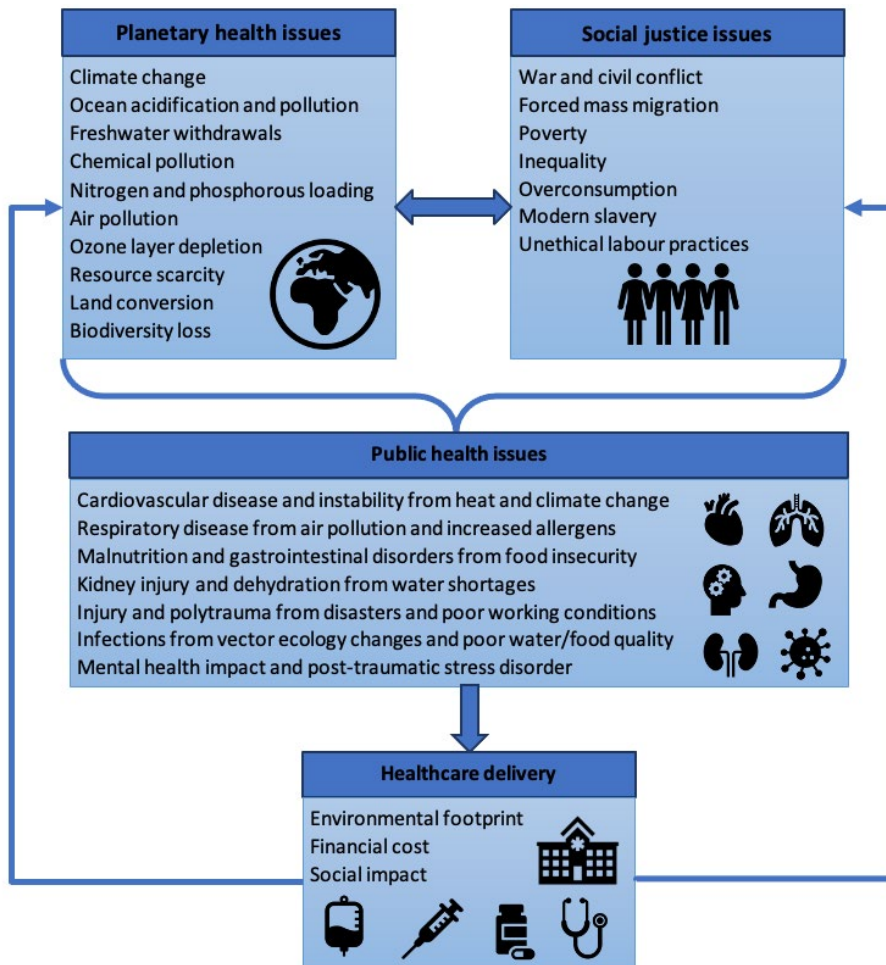 Planetary health issues
Climate change
Ocean acidification and pollution
Freshwater withdrawals
Chemical pollution
Nitrogen and phosphorous loading
Air pollution
Ozone layer depletion
Resource scarcity
Land conversion
Biodiversity loss
Social justice issues
War and civil conflict
Forced mass migration
Poverty
Inequality
Overconsumption
Modern slavery
Unethical labour practices
Public health issues
Cardiovascular disease and instability from heat and climate change
Respiratory disease from air pollution and increased allergens
Malnutrition and gastrointestinal disorders from food insecurity
Kidney injury and dehydration from water shortages
Injury and polytrauma from disasters and poor working conditions
Infections from vector ecology changes and poor water/food quality
Mental health impact and post-traumatic stress disorder
Healthcare delivery
Environmental footprint
Financial cost
Social impact